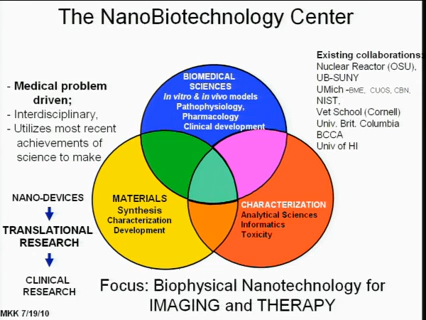 The NanoBiotechnology Center
- Medical problem
driven;
- Interdisciplinary,
- Utilizes most recent
achievements of
science to make
NANO-DEVICES
TRANSLATIONAL
RESEARCH
CLINICAL
RESEARCH
MKK 7/19/10
BIOMEDICAL
SCIENCES
In vitro & in vivo models
Pathophysiology,
Pharmacology
Clinical development
MATERIALS
Synthesis
Characterization
Development
CHARACTERIZATION
Analytical Sciences
Informatics
Toxicity
Existing collaborations:
Nuclear Reactor (OSU),
UB-SUNY
UMich -BME, CUOS, CBN,
NIST,
Vet School (Cornell)
Univ. Brit. Columbia
BCCA
Univ of HI
Focus: Biophysical Nanotechnology for
IMAGING and THERAPY